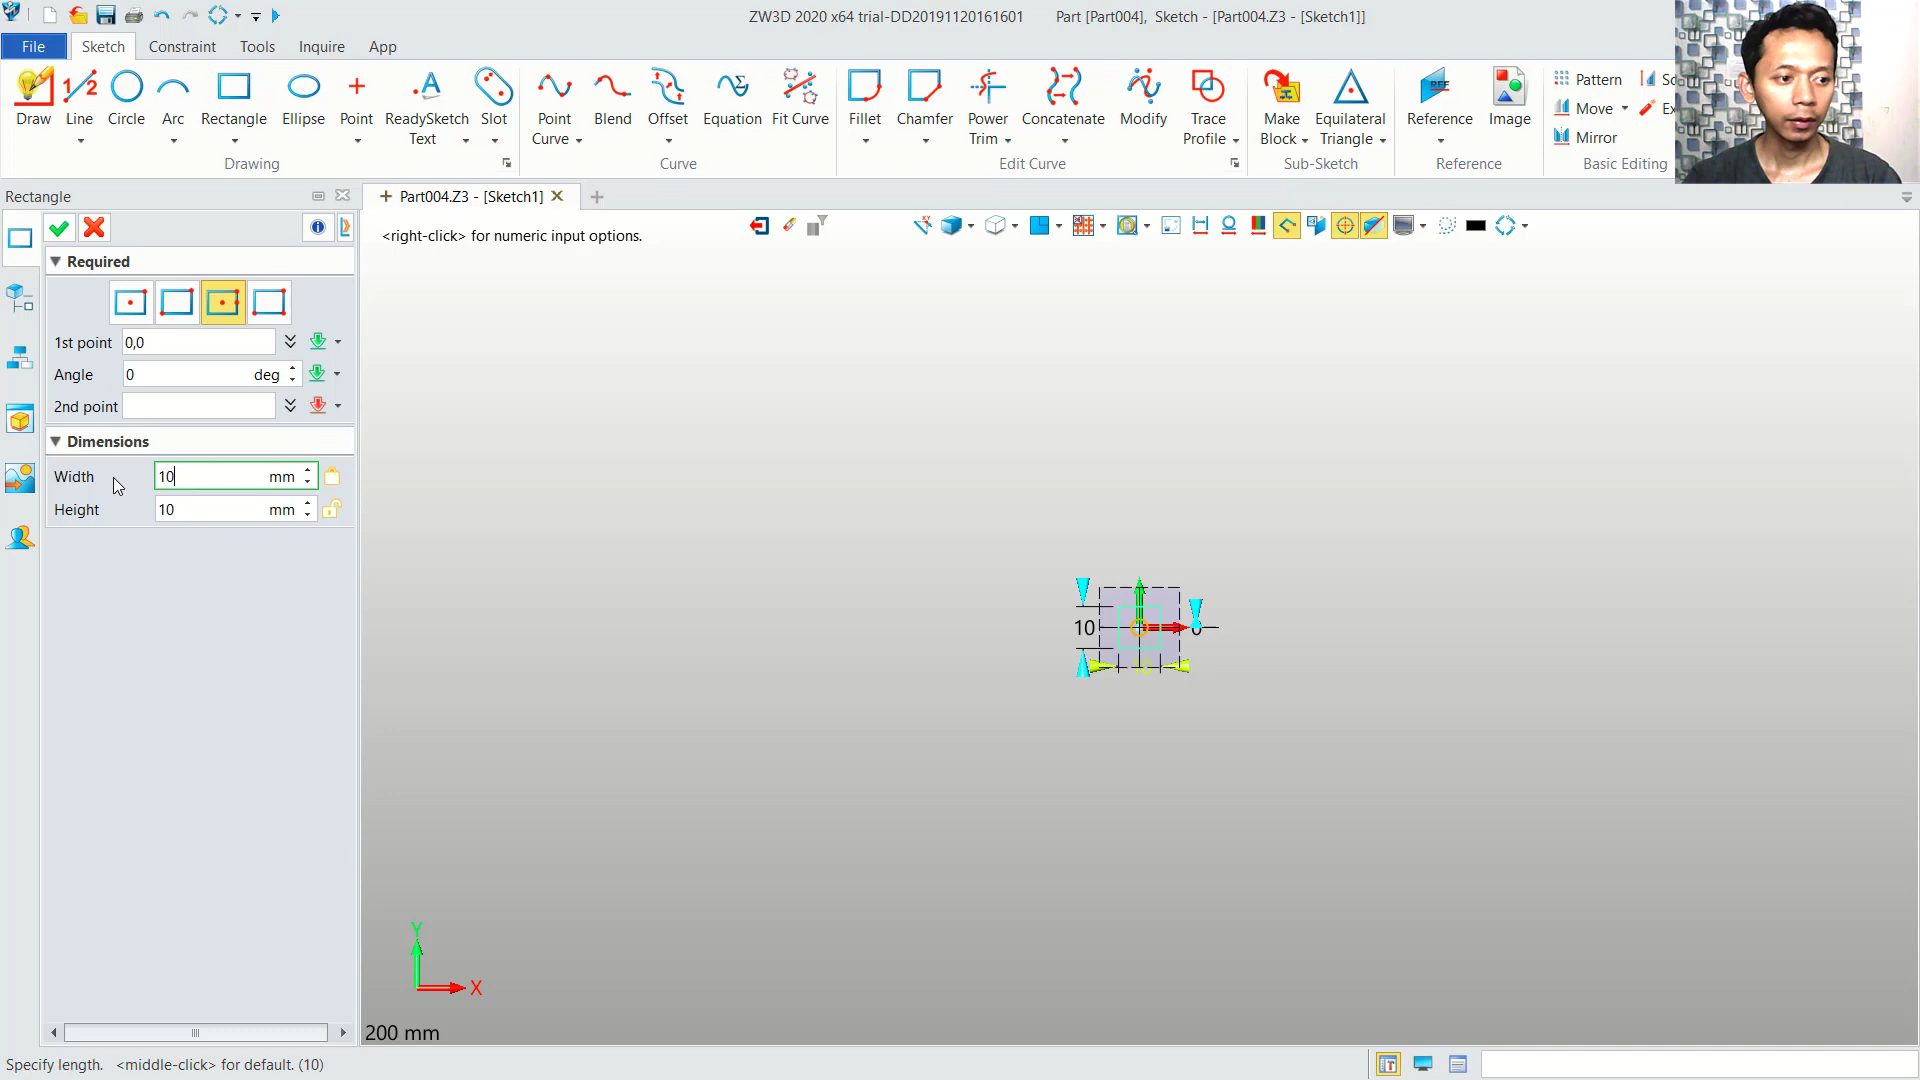 ZW3D 2020 x64 trial-DD20191120161601 Part [Part004], Sketch - [Part004.Z3 - [Sketch1]]
File Sketch Constraint Tools Inquire App
Draw Line Circle Arc Rectangle Ellipse Point ReadySketch Text Slot
Drawing
Point Curve Blend Offset Equation Fit Curve
Curve
Fillet Chamfer Power Trim Concatenate Modify Trace Profile
Edit Curve
Make Block Equilateral Triangle
Sub-Sketch
Reference Image
REF
Reference
Pattern
Move
Mirror
Basic Editing
Rectangle
Part004.Z3 - [Sketch1]
<right-click> for numeric input options.
Required
1st point 0,0
Angle 0 deg
2nd point
Dimensions
Width 10 mm
Height 10 mm
10
0
10
Y
X
200 mm
Specify length. <middle-click> for default. (10)